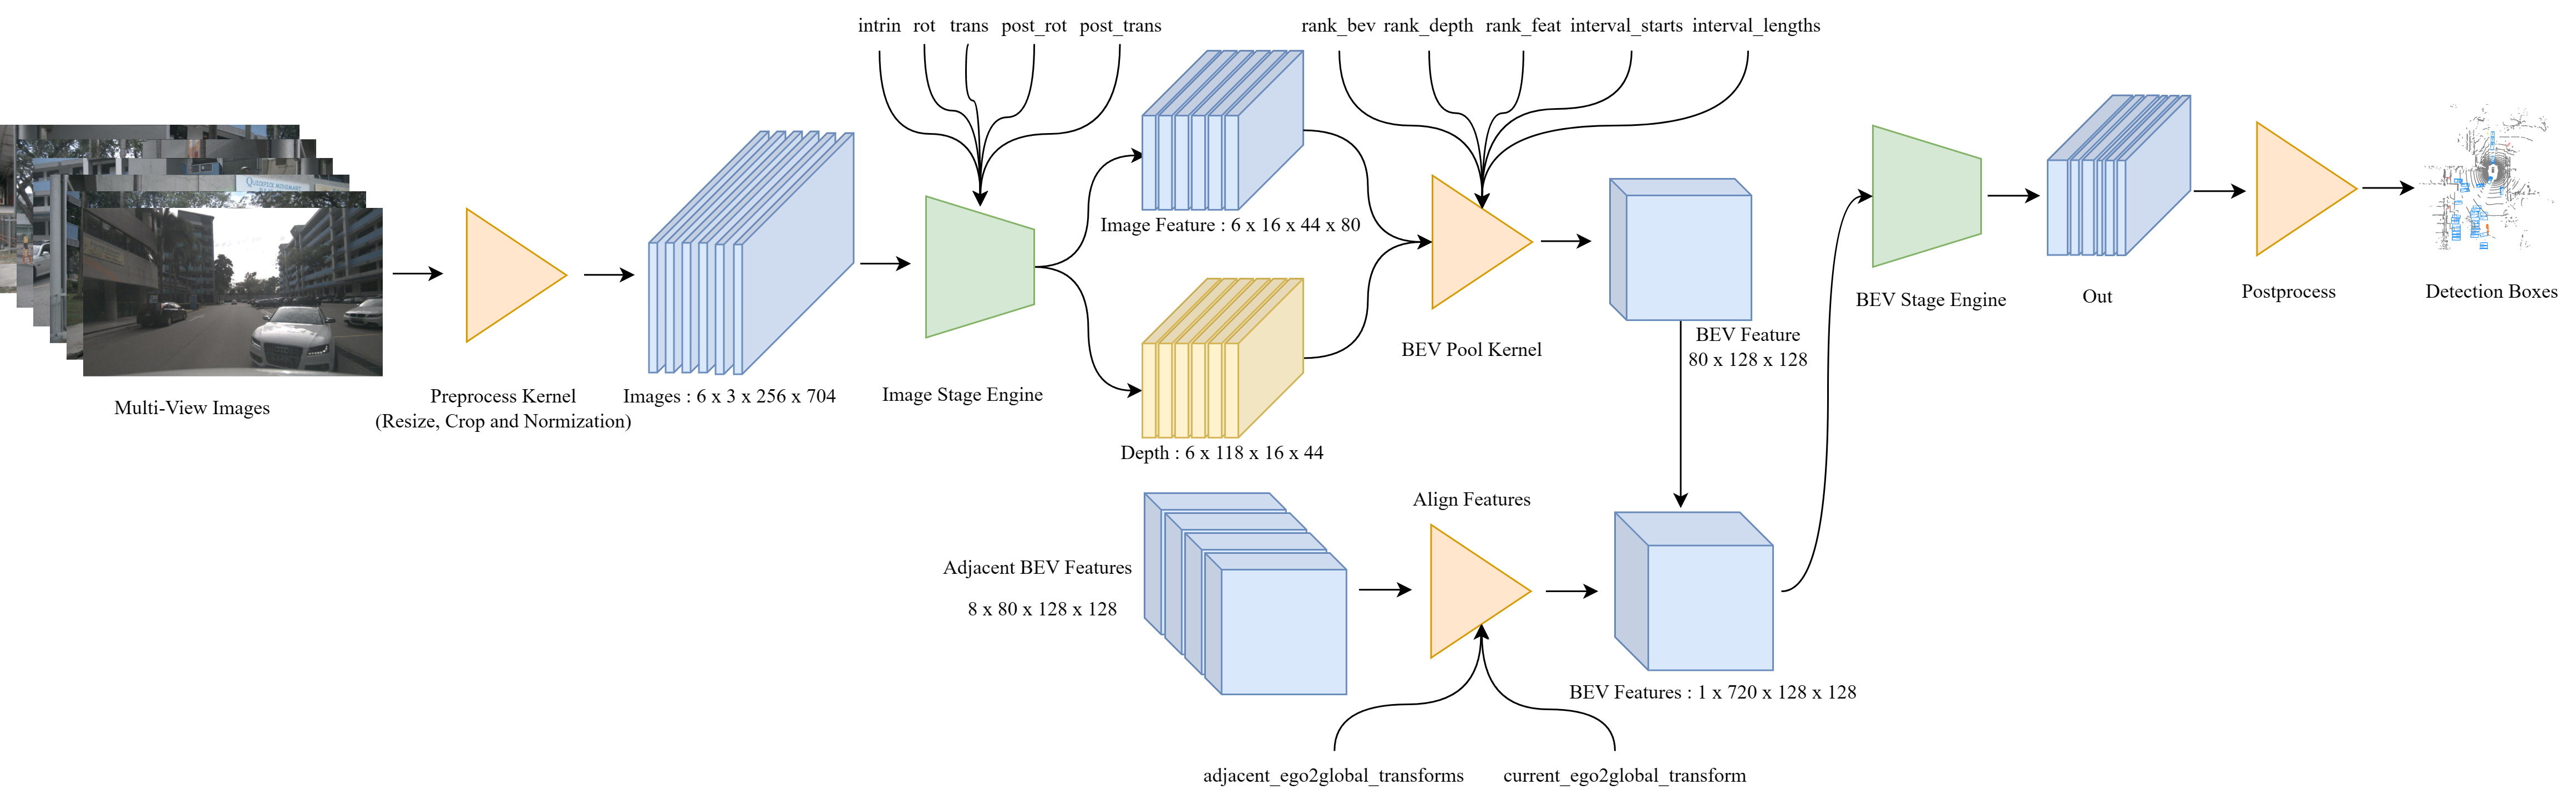 intrin rot trans post_rot post_trans
rank_bev rank_depth rank_feat interval_starts interval_lengths
Multi-View Images
Preprocess Kernel
(Resize, Crop and Normization)
Images : 6 x 3 x 256 x 704
Image Stage Engine
Image Feature : 6 x 16 x 44 x 80
Depth : 6 x 118 x 16 x 44
BEV Pool Kernel
BEV Feature
80 x 128 x 128
BEV Stage Engine
Out
Postprocess
Detection Boxes
Adjacent BEV Features
8 x 80 x 128 x 128
Align Features
BEV Features : 1 x 720 x 128 x 128
adjacent_ego2global_transforms
current_ego2global_transform